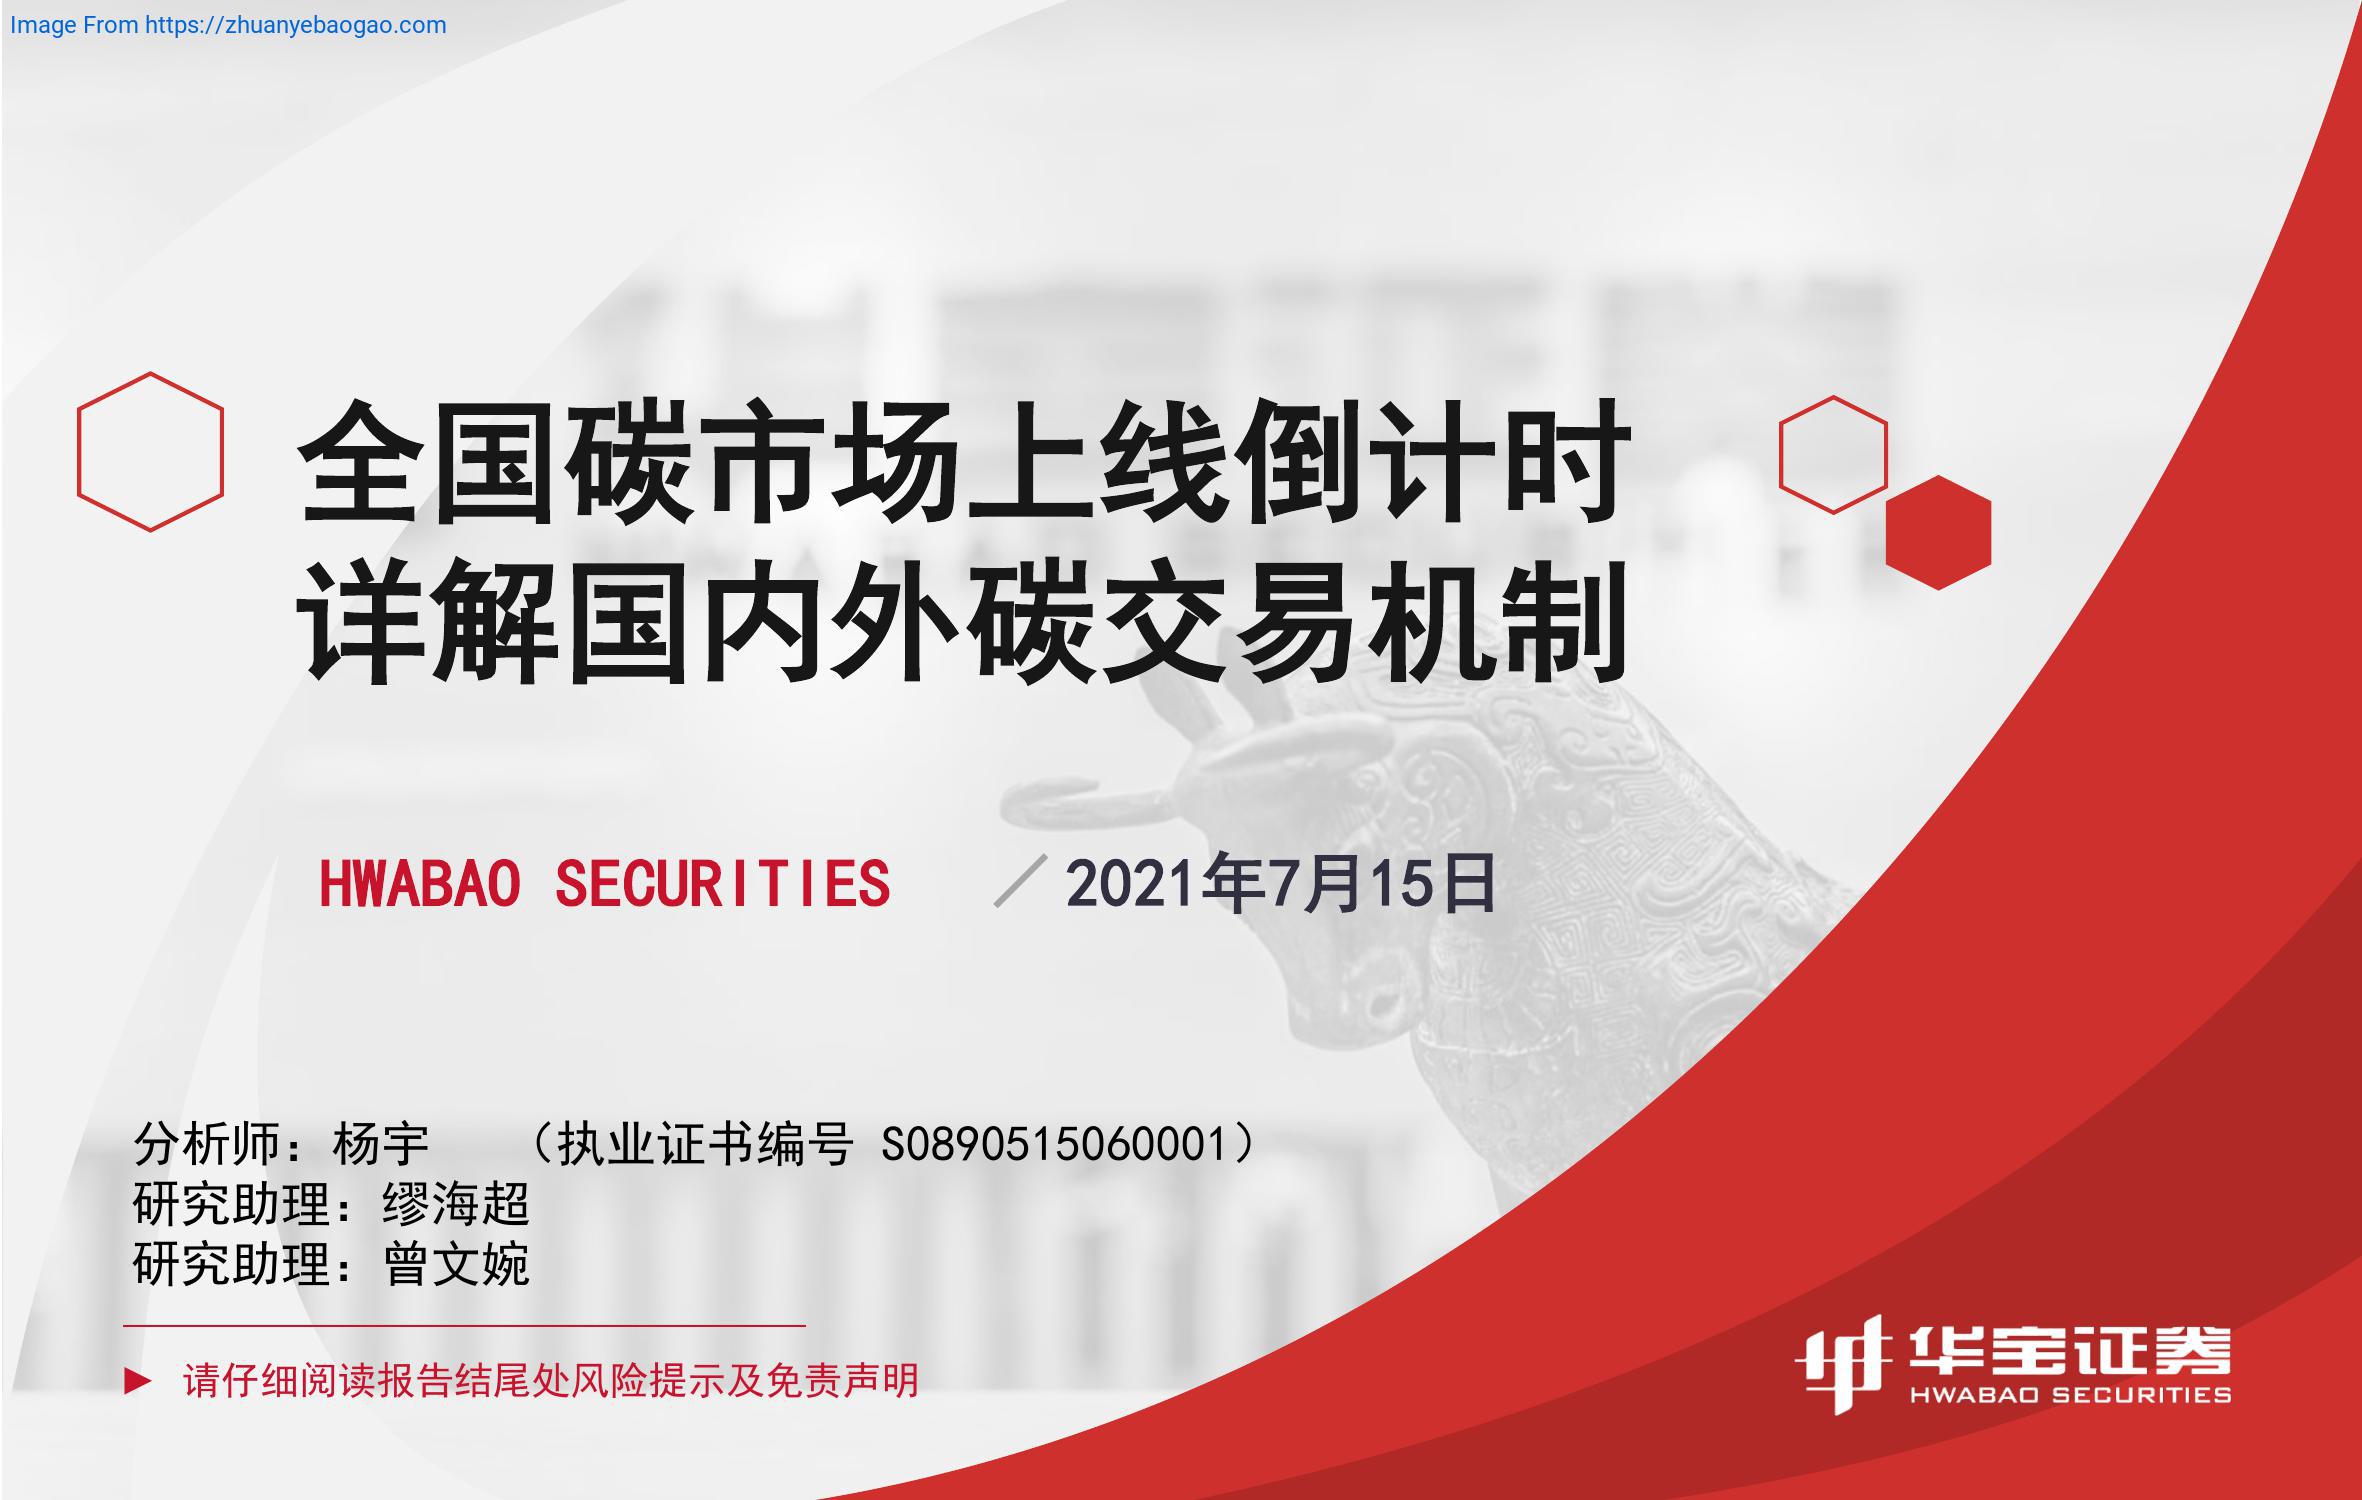 Image From https://zhuanyebaogao.com
全国碳市场上线倒计时
详解国内外碳交易机制
HWABAO SECURITIES ／2021年7月15日
分析师：杨宇 （执业证书编号 S0890515060001）
研究助理：缪海超
研究助理：曾文婉
▶ 请仔细阅读报告结尾处风险提示及免责声明
华宝证券
HWABAO SECURITIES